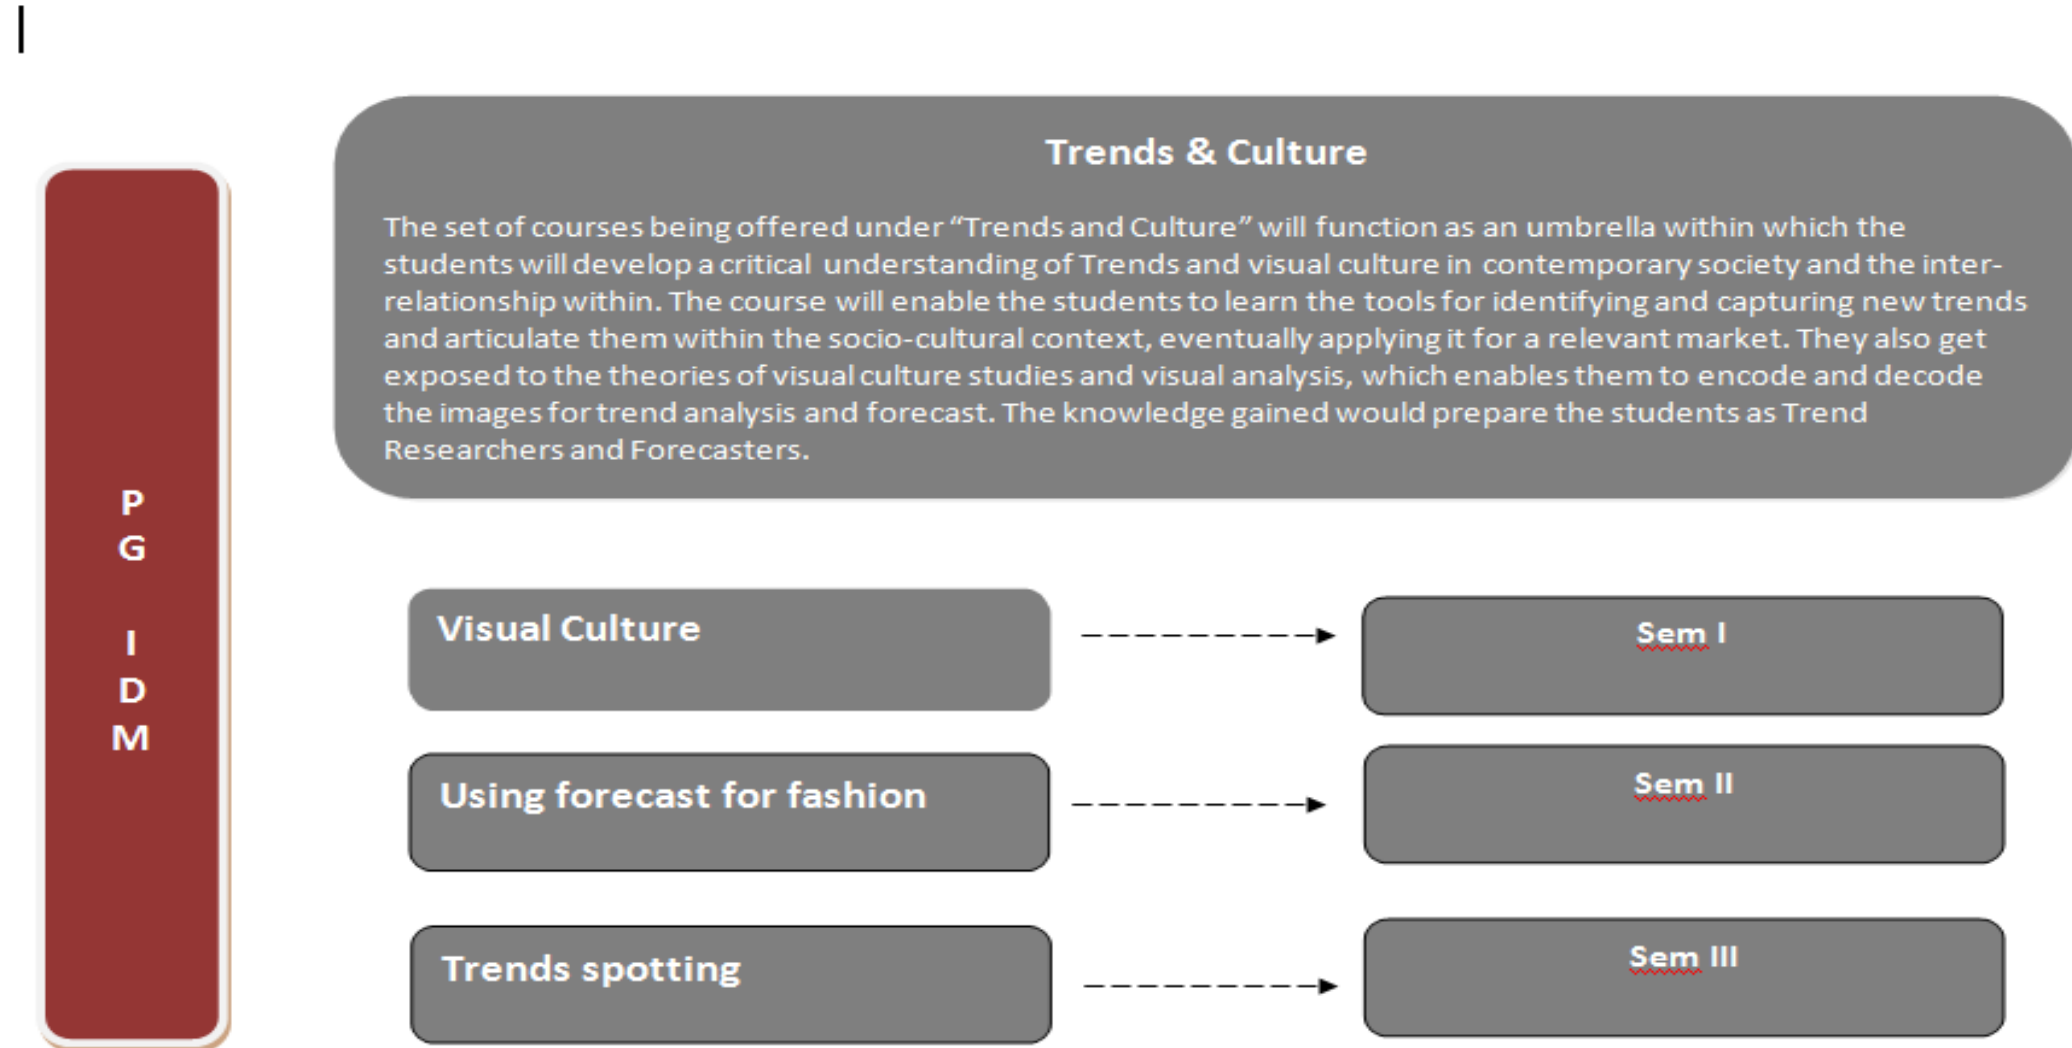 Trends & Culture
The set of courses being offered under “Trends and Culture” will function as an umbrella within which the
students will develop a critical understanding of Trends and visual culture in contemporary society and the inter-
relationship within. The course will enable the students to learn the tools for identifying and capturing new trends
and articulate them within the socio-cultural context, eventually applying it for a relevant market. They also get
exposed to the theories of visual culture studies and visual analysis, which enables them to encode and decode
the images for trend analysis and forecast. The knowledge gained would prepare the students as Trend
Researchers and Forecasters.
P
G
I
D
M
Visual Culture
Sem I
Using forecast for fashion
Sem II
Trends spotting
Sem III